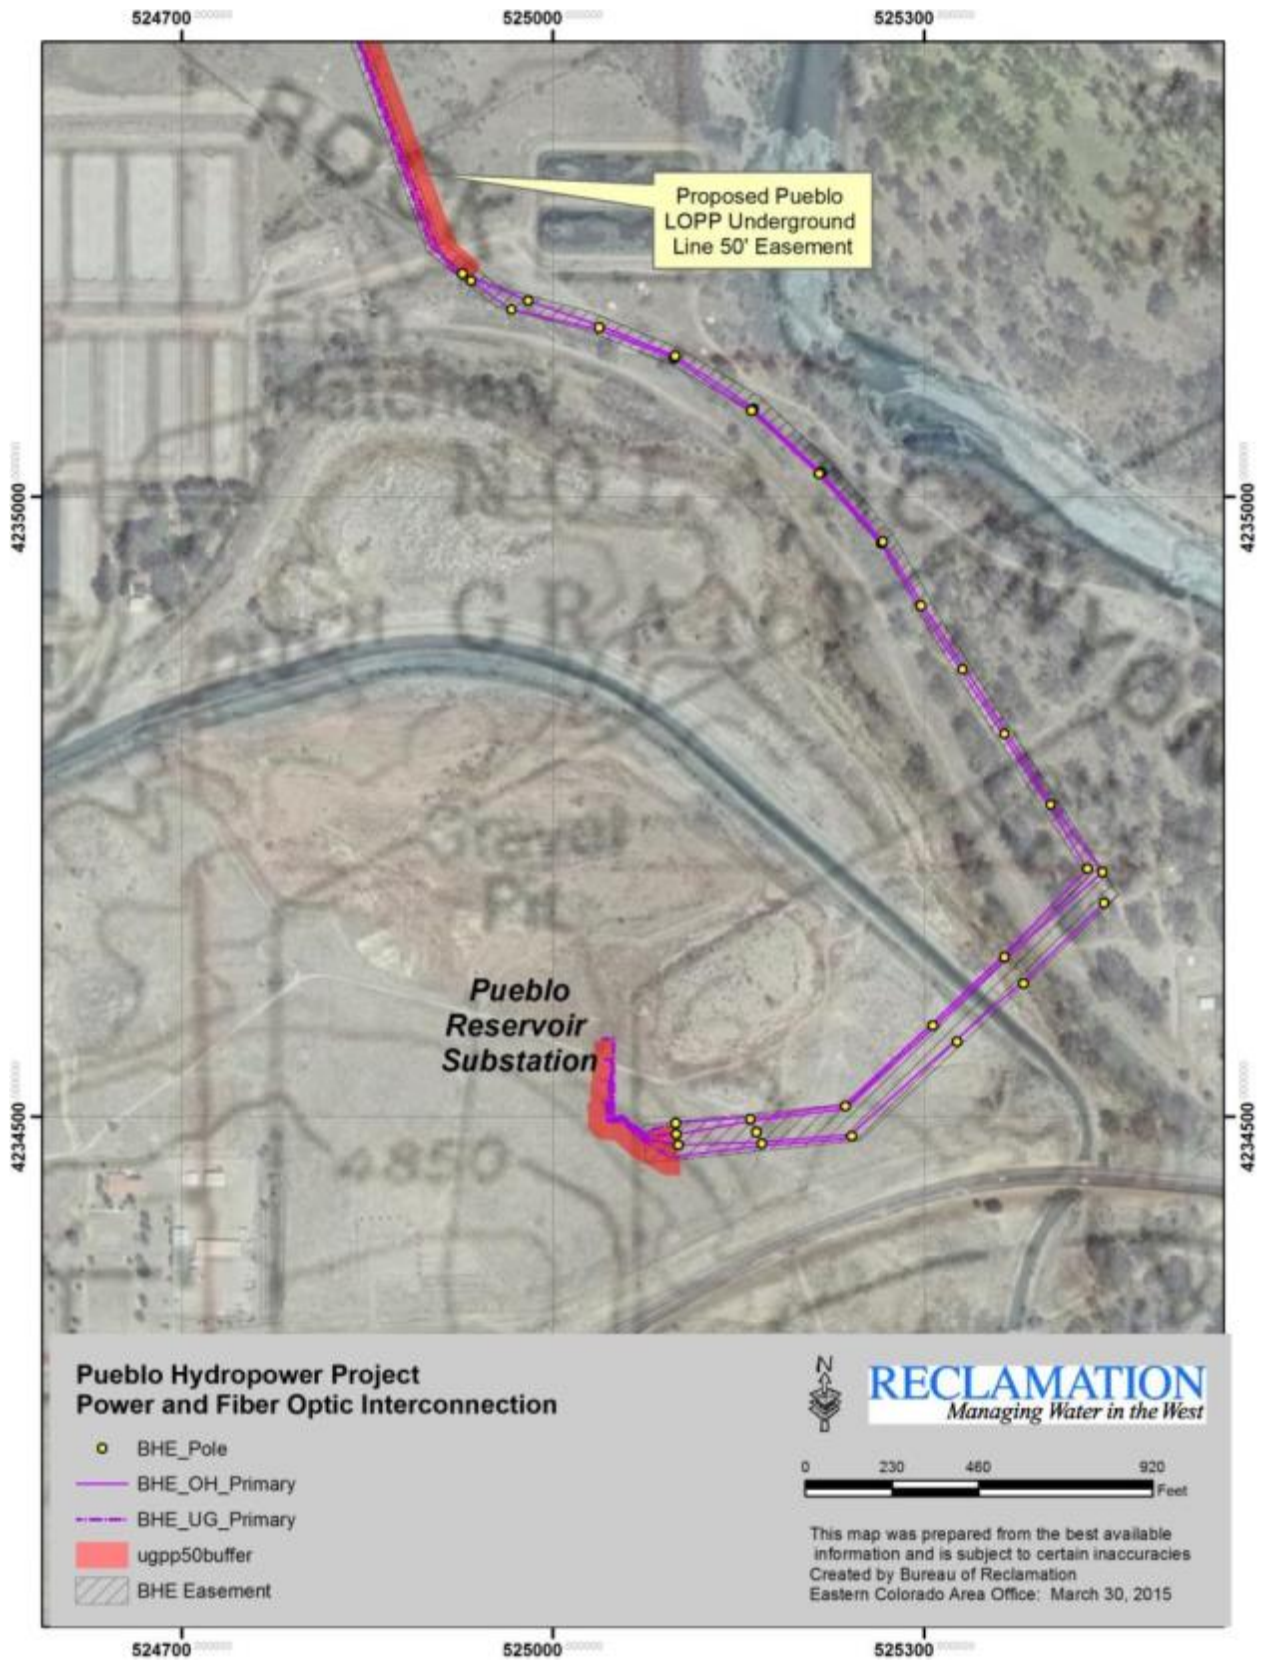 524700
525000
525300
Proposed Pueblo
LOPP Underground
Line 50' Easement
4235000
4235000
Gravel
Pit
Pueblo
Reservoir
Substation
4234500
4234500
4850
Pueblo Hydropower Project
Power and Fiber Optic Interconnection
BHE_Pole
BHE_OH_Primary
BHE_UG_Primary
ugpp50buffer
BHE Easement
N
RECLAMATION
Managing Water in the West
0 230 460 920
Feet
This map was prepared from the best available
information and is subject to certain inaccuracies
Created by Bureau of Reclamation
Eastern Colorado Area Office: March 30, 2015
524700
525000
525300